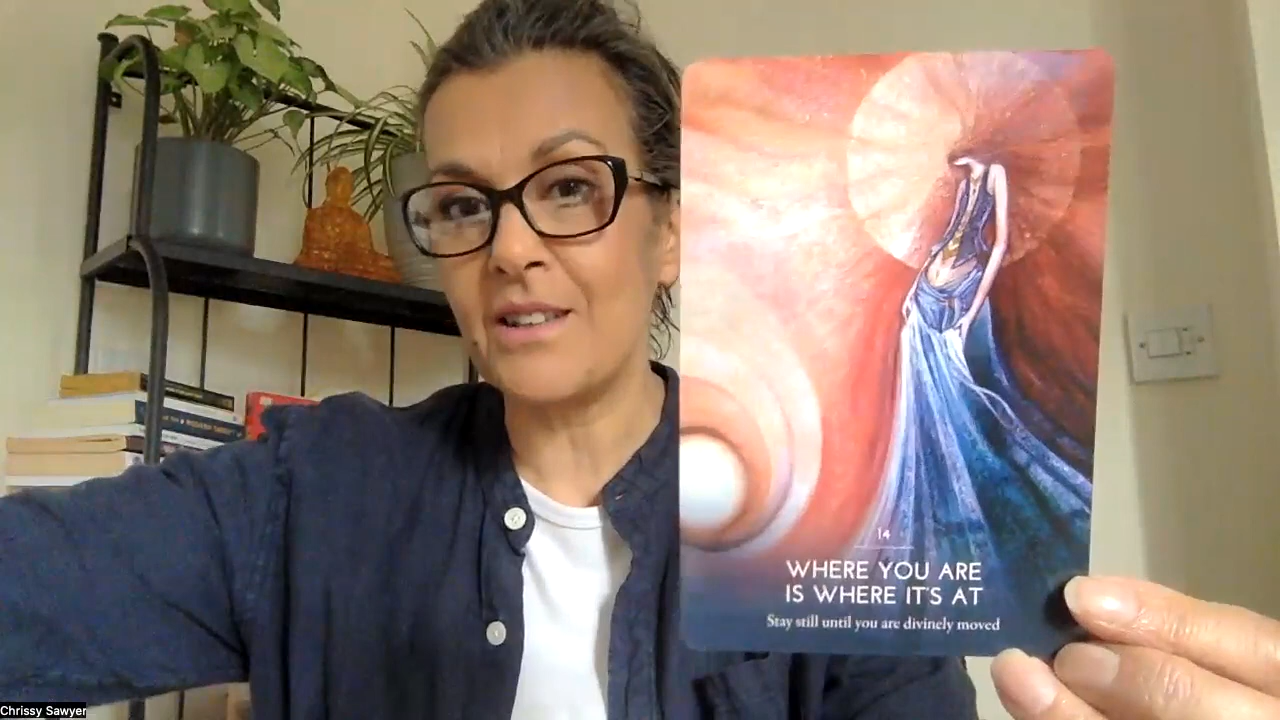 14
WHERE YOU ARE
IS WHERE IT'S AT
Stay still until you are divinely moved
Chrissy Sawyer